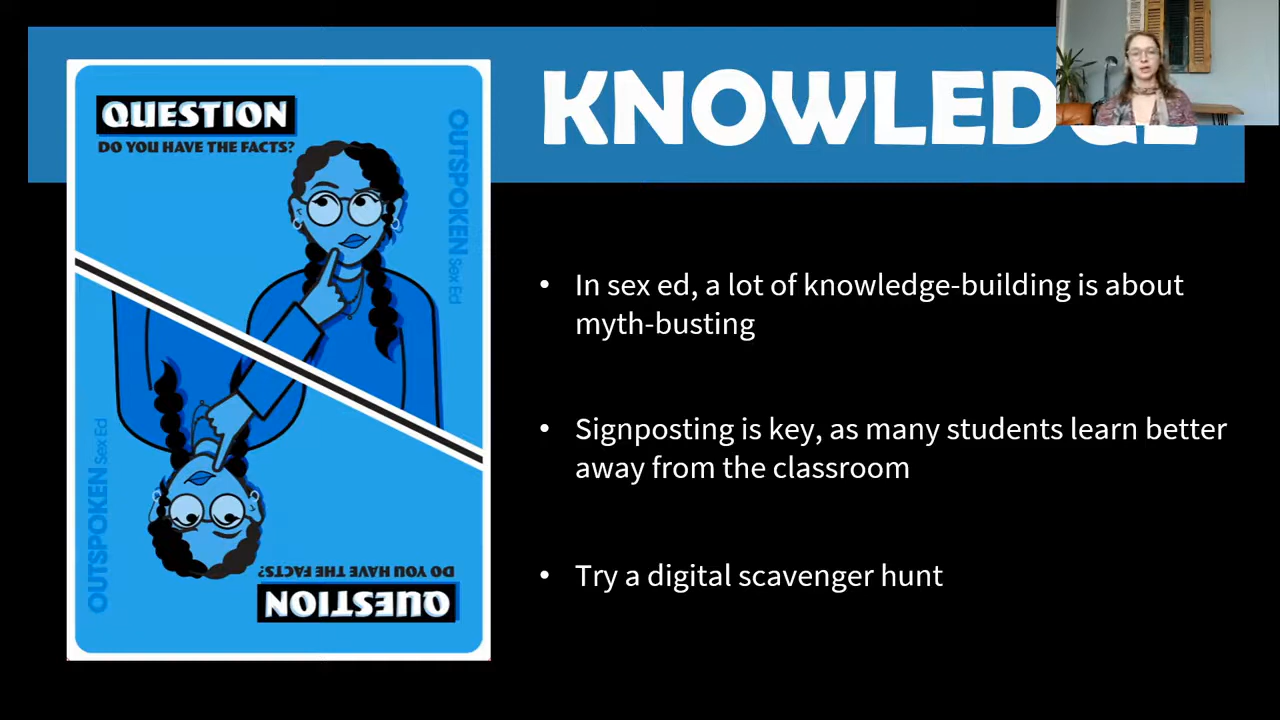 KNOWLEDGE
QUESTION
DO YOU HAVE THE FACTS?
OUTSPOKEN Sex Ed
In sex ed, a lot of knowledge-building is about
myth-busting
Signposting is key, as many students learn better
away from the classroom
Try a digital scavenger hunt
OUTSPOKEN Sex Ed
DO YOU HAVE THE FACTS?
QUESTION